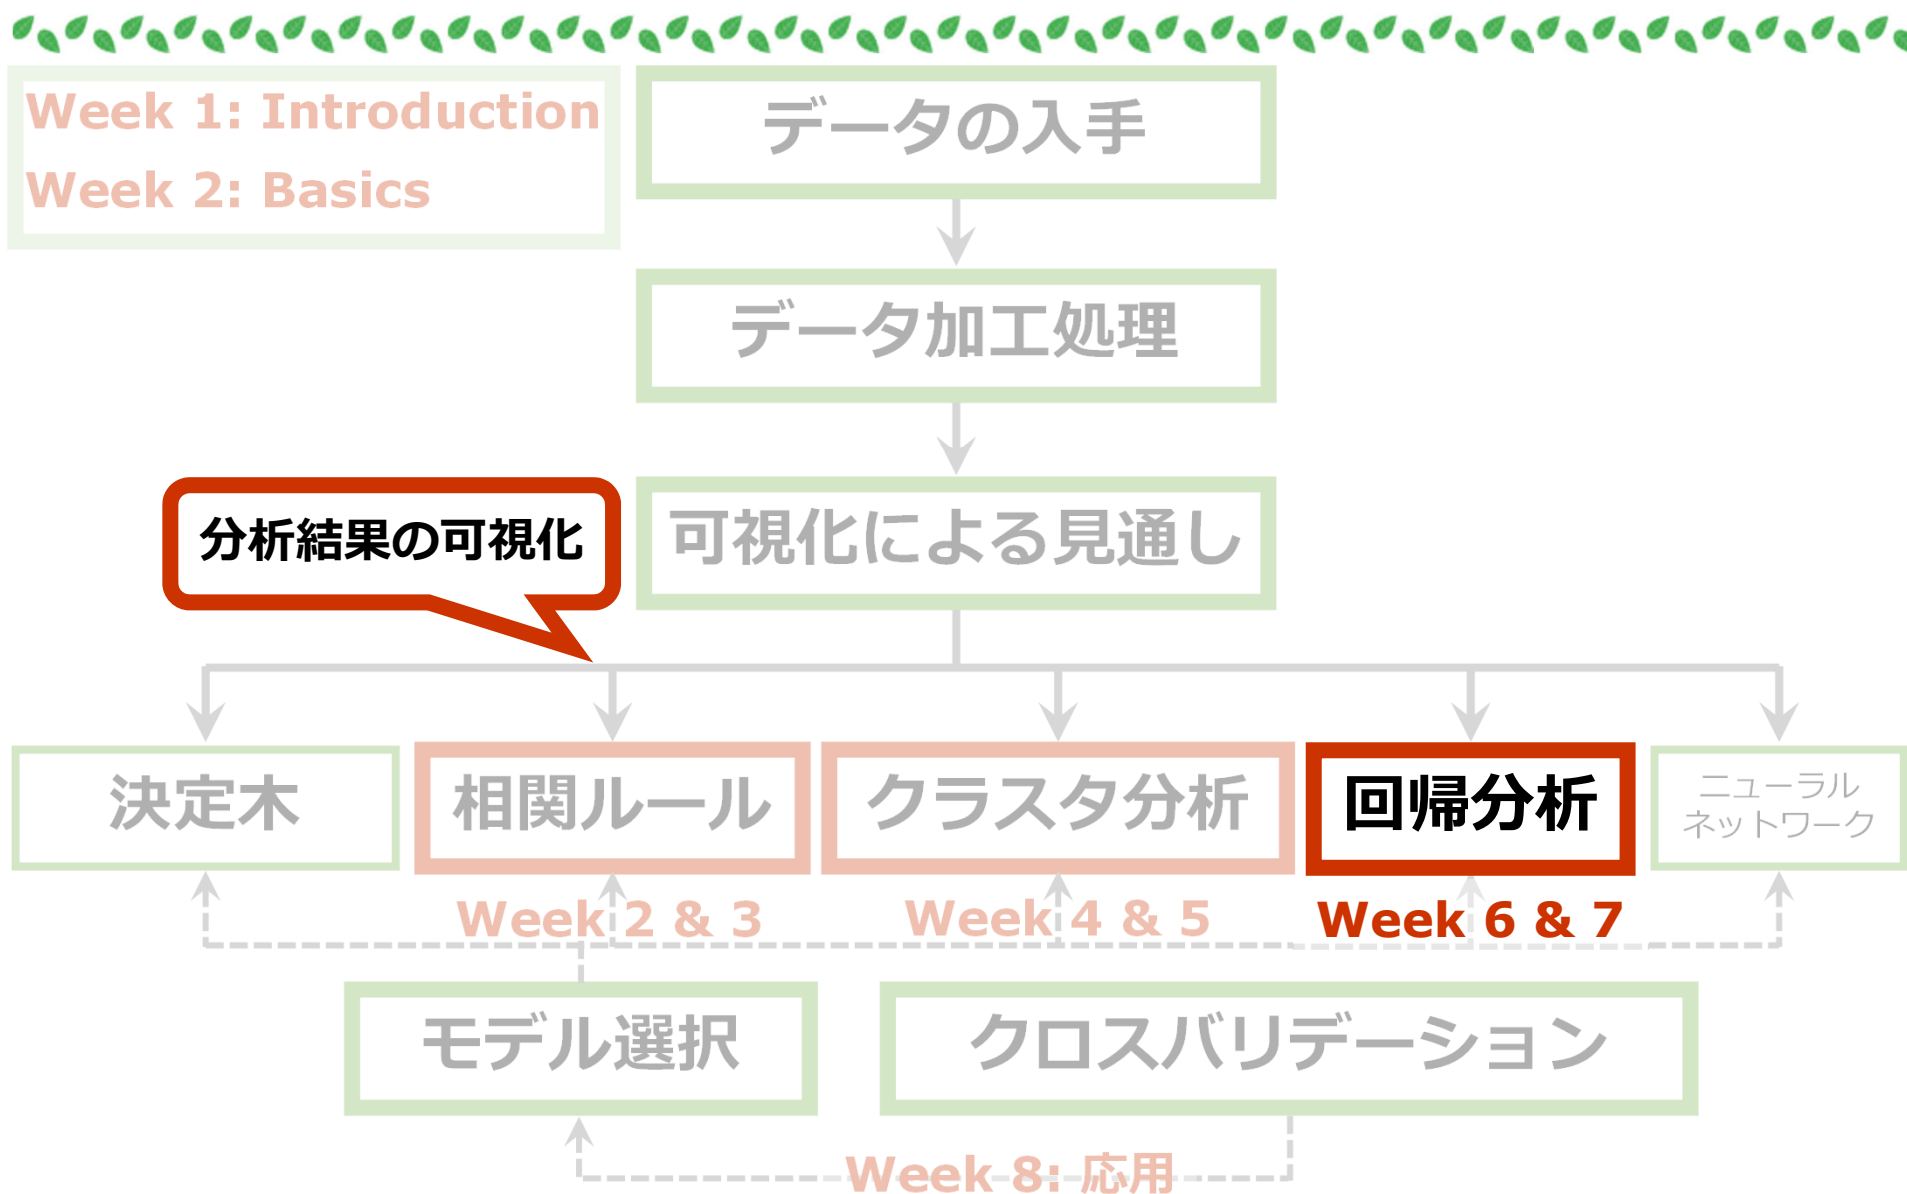 Week 1: Introduction
Week 2: Basics
データの入手
データ加工処理
分析結果の可視化
可視化による見通し
決定木
相関ルール
クラスタ分析
回帰分析
ニューラル
ネットワーク
Week 2 & 3
Week 4 & 5
Week 6 & 7
モデル選択
クロスバリデーション
Week 8: 応用